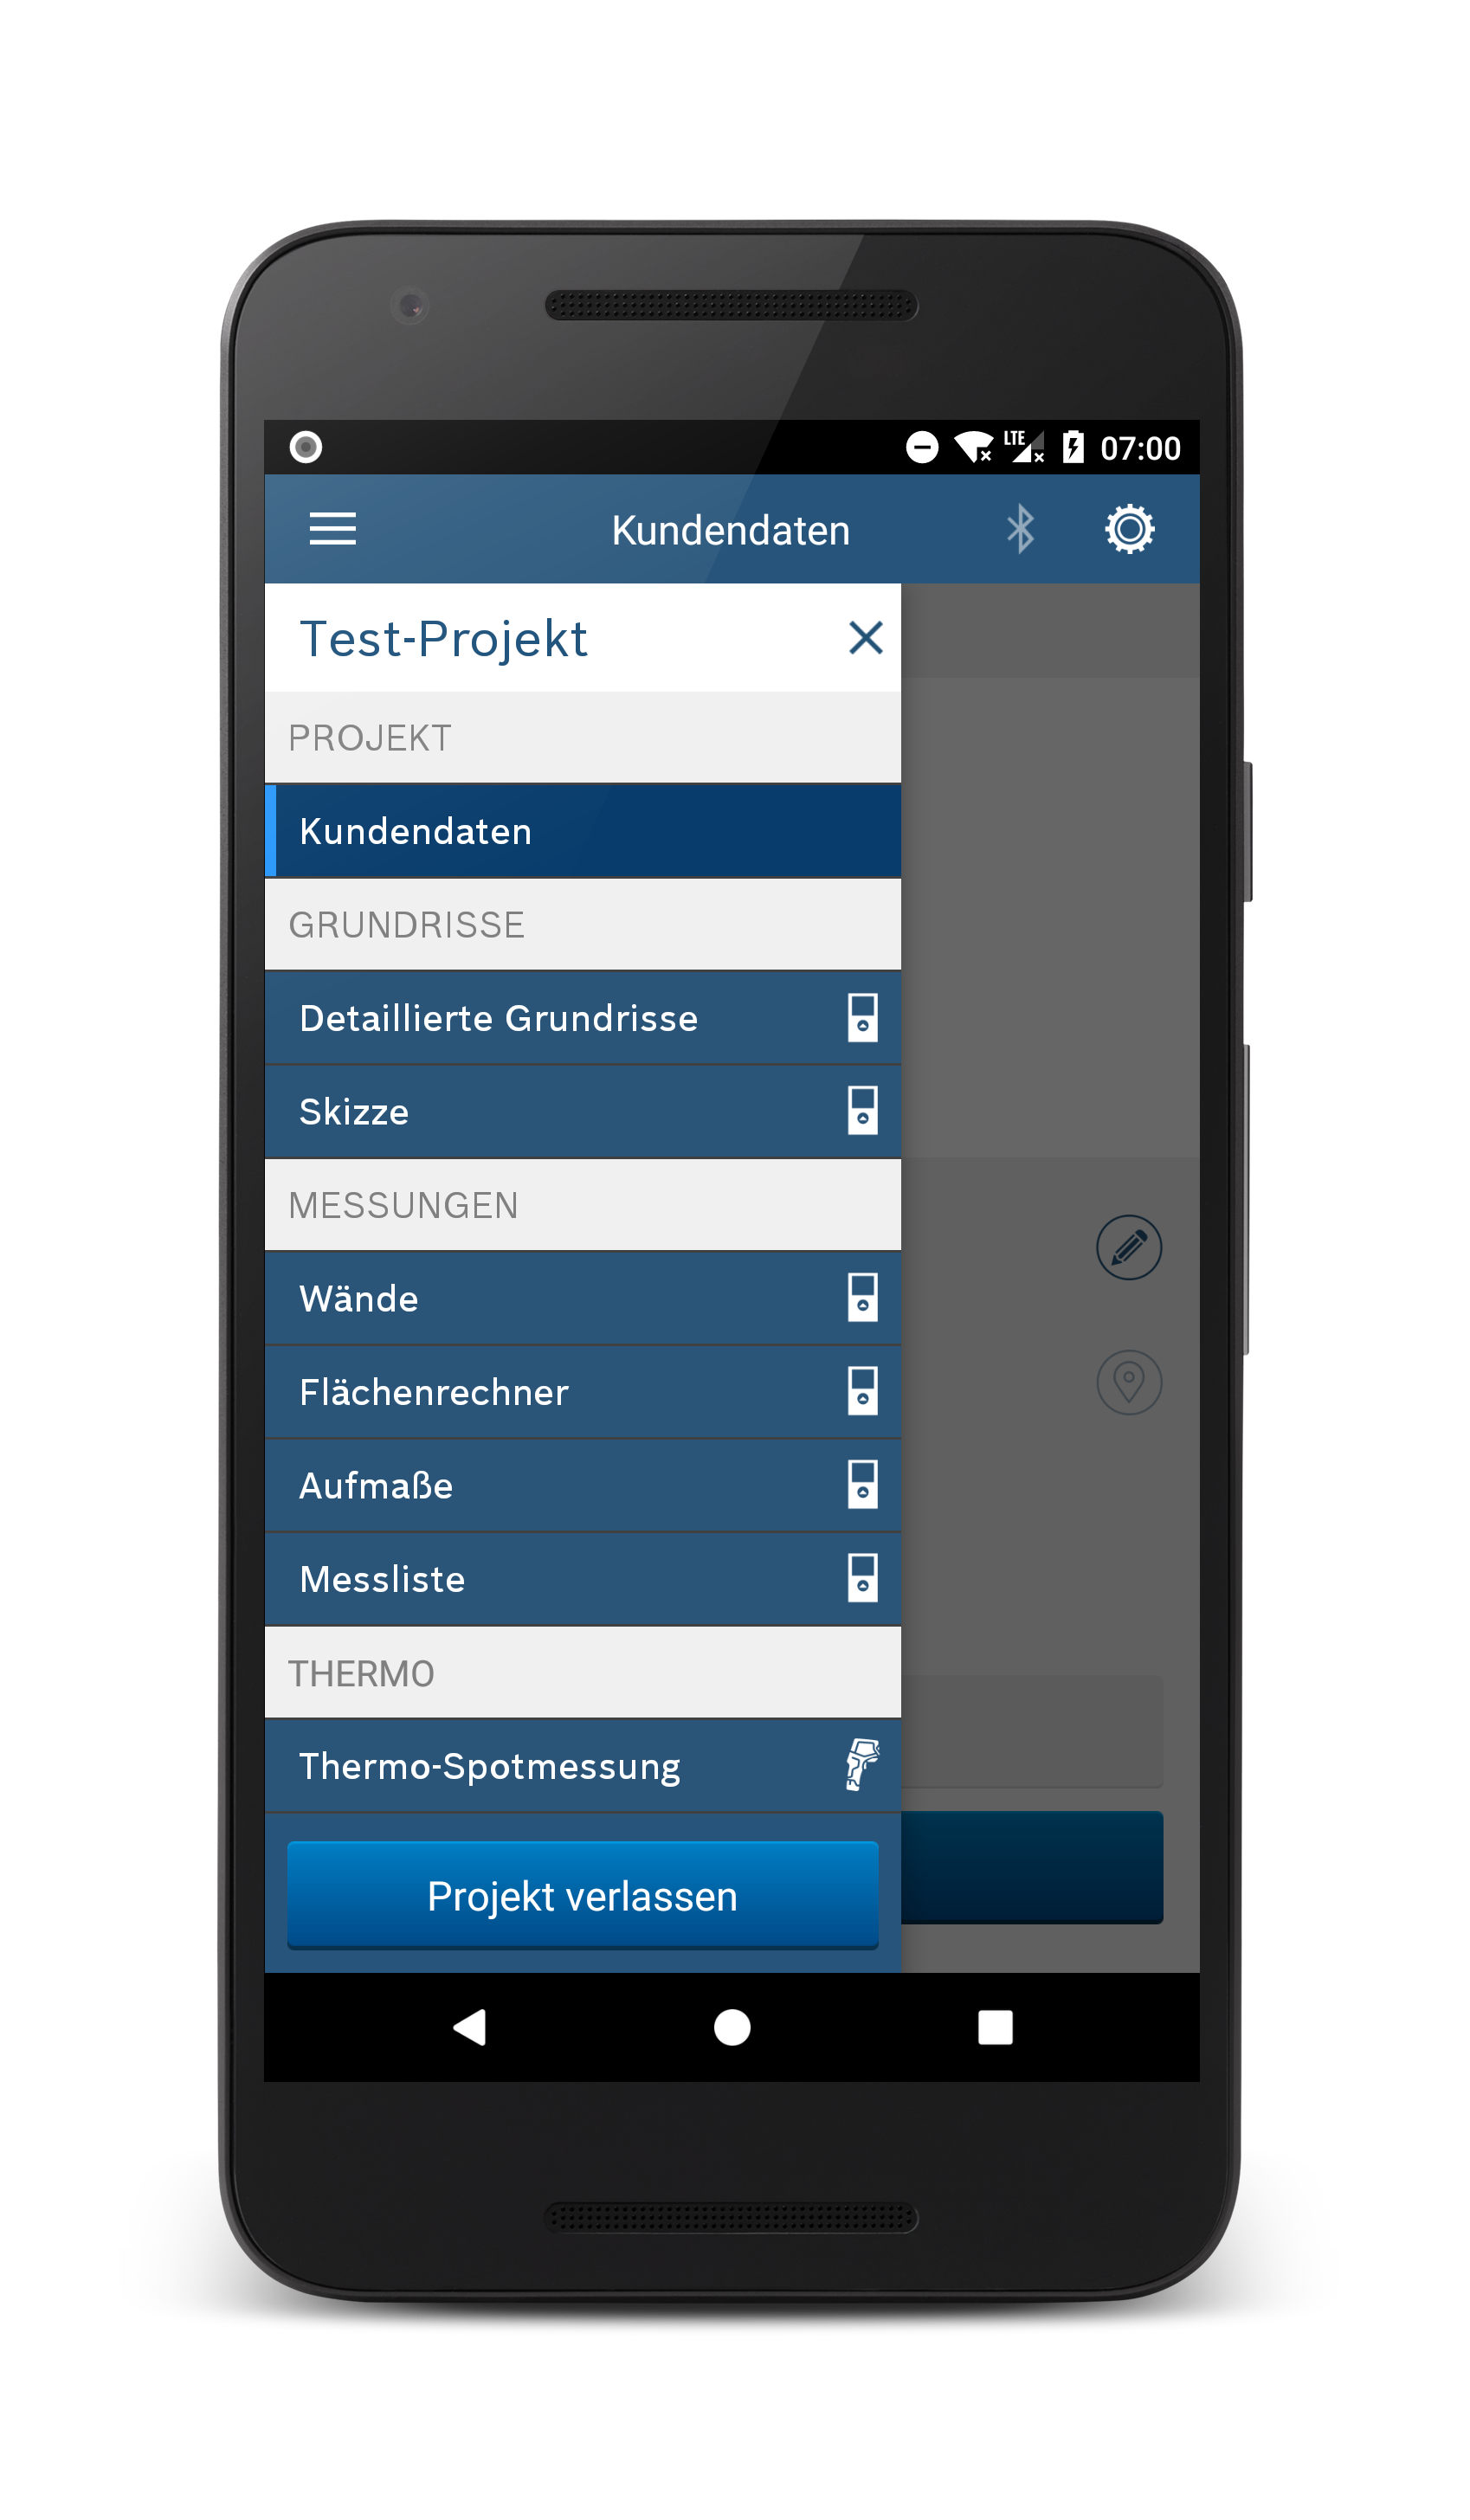 LTE 07:00
Kundendaten
Test-Projekt
PROJEKT
Kundendaten
GRUNDRISSE
Detaillierte Grundrisse
Skizze
MESSUNGEN
Wände
Flächenrechner
Aufmaße
Messliste
THERMO
Thermo-Spotmessung
Projekt verlassen